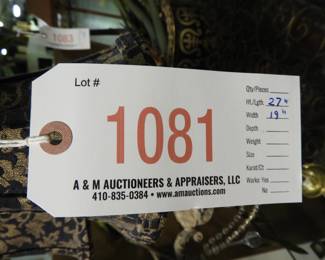 1083
Lot #
1081
A & M AUCTIONEERS & APPRAISERS, LLC
410-835-0384 • www.amauctions.com
Qty/Pieces
Ht./Lgth. 27"
Width 19"
Depth
Weight
Size
Karat/Ct
Works: Yes
No